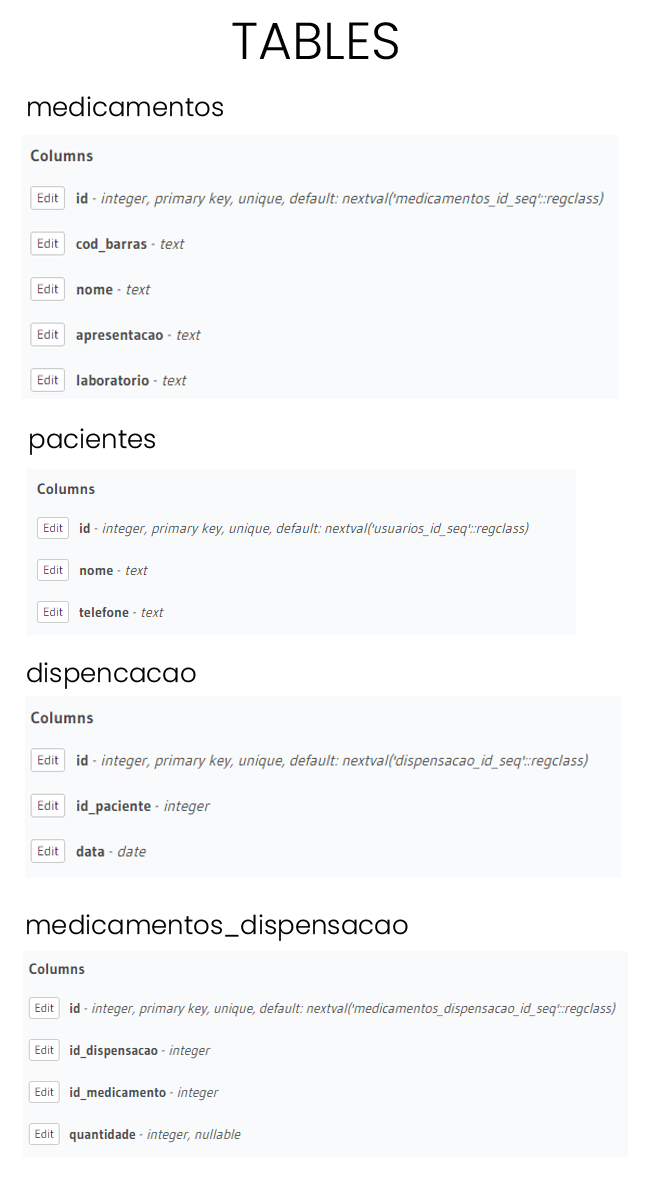 TABLES
medicamentos
Columns
Edit id - integer, primary key, unique, default: nextval('medicamentos_id_seq'::regclass)
Edit cod_barras - text
Edit nome - text
Edit apresentacao - text
Edit laboratorio - text
pacientes
Columns
Edit id - integer, primary key, unique, default: nextval('usuarios_id_seq'::regclass)
Edit nome - text
Edit telefone - text
dispencacao
Columns
Edit id - integer, primary key, unique, default: nextval('dispensacao_id_seq'::regclass)
Edit id_paciente - integer
Edit data - date
medicamentos_dispensacao
Columns
Edit id - integer, primary key, unique, default: nextval('medicamentos_dispensacao_id_seq'::regclass)
Edit id_dispensacao - integer
Edit id_medicamento - integer
Edit quantidade - integer, nullable